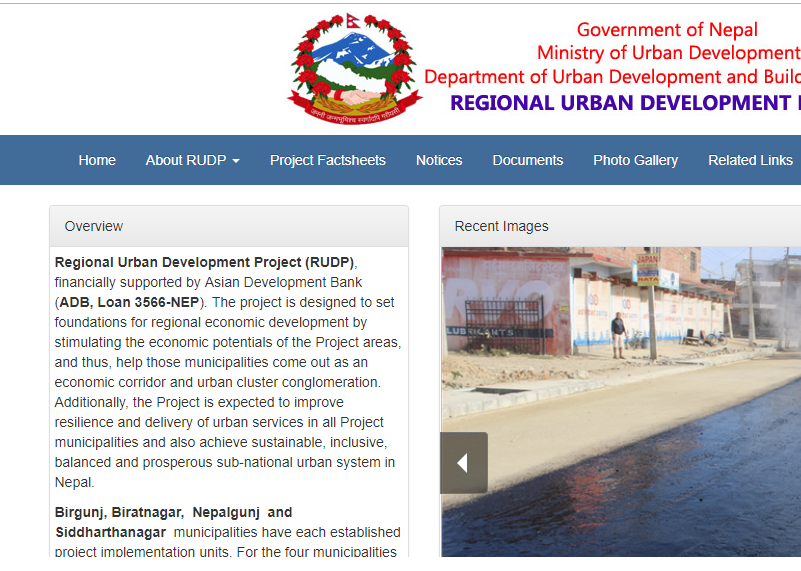 जननी जन्मभूमिश्च स्वर्गादपि गरीयसी
Government of Nepal
Ministry of Urban Development
Department of Urban Development and Buil
REGIONAL URBAN DEVELOPMENT
Home About RUDP Project Factsheets Notices Documents Photo Gallery Related Links
Overview
Regional Urban Development Project (RUDP),
financially supported by Asian Development Bank
(ADB, Loan 3566-NEP). The project is designed to set
foundations for regional economic development by
stimulating the economic potentials of the Project areas,
and thus, help those municipalities come out as an
economic corridor and urban cluster conglomeration.
Additionally, the Project is expected to improve
resilience and delivery of urban services in all Project
municipalities and also achieve sustainable, inclusive,
balanced and prosperous sub-national urban system in
Nepal.
Birgunj, Biratnagar, Nepalgunj and
Siddharthanagar municipalities have each established
project implementation units. For the four municipalities
Recent Images
JAPAN
RVO
LUBRICANTS